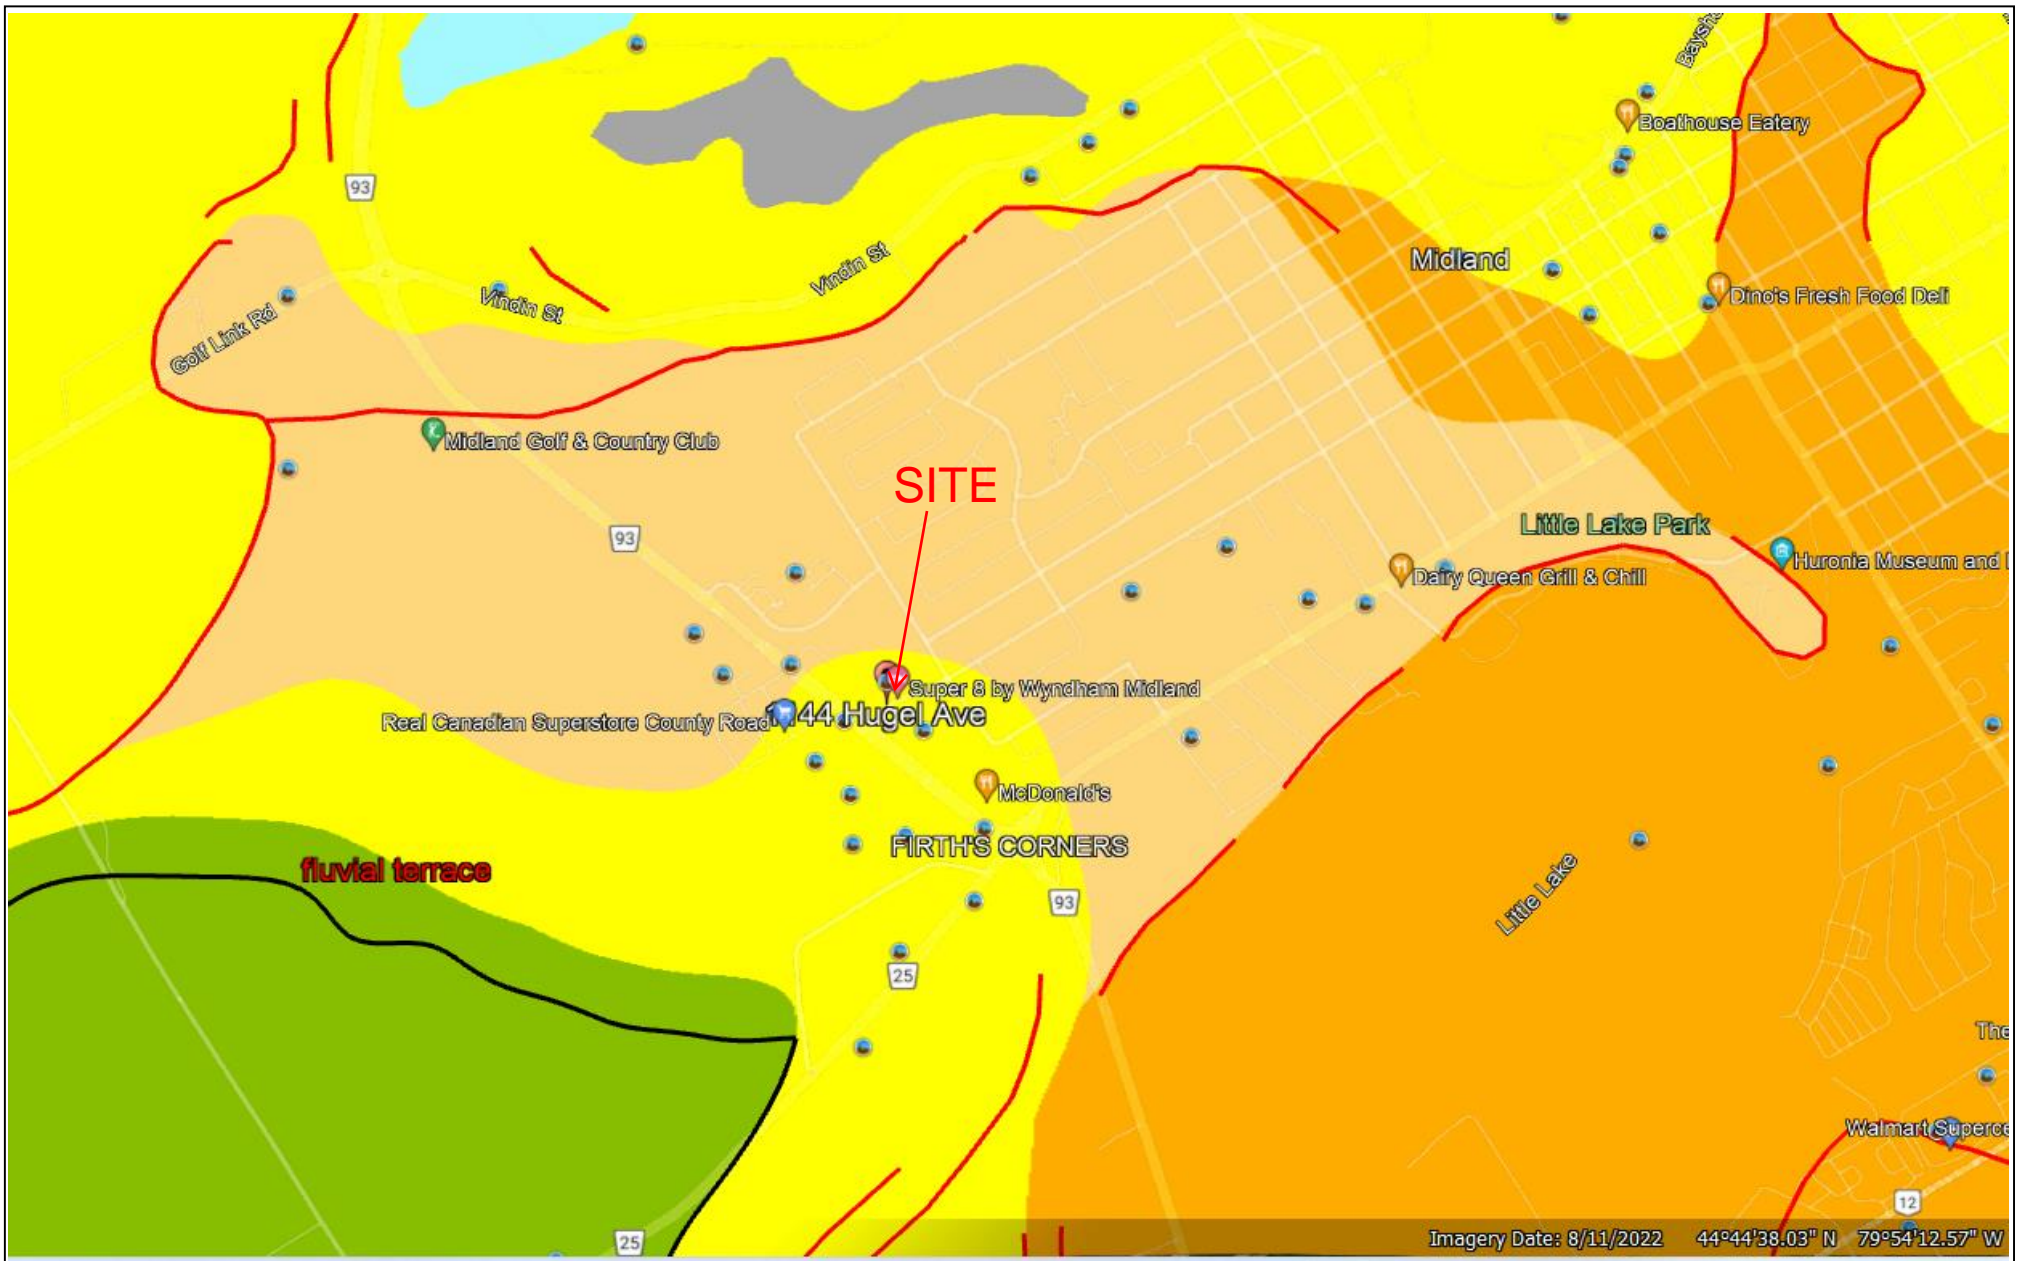 Baysh
Boathouse Eatery
93
Midland
Vindin St
Vindin St
Dino's Fresh Food Deli
Golf Link Rd
Midland Golf & Country Club
SITE
93
Little Lake Park
Huronia Museum and
Dairy Queen Grill & Chill
Super 8 by Wyndham Midland
Real Canadian Superstore County Road
44 Hugel Ave
McDonald's
FIRTH'S CORNERS
fluvial terrace
Little Lake
93
25
The
Walmart Superce
12
25
Imagery Date: 8/11/2022 44°44'38.03" N 79°54'12.57" W